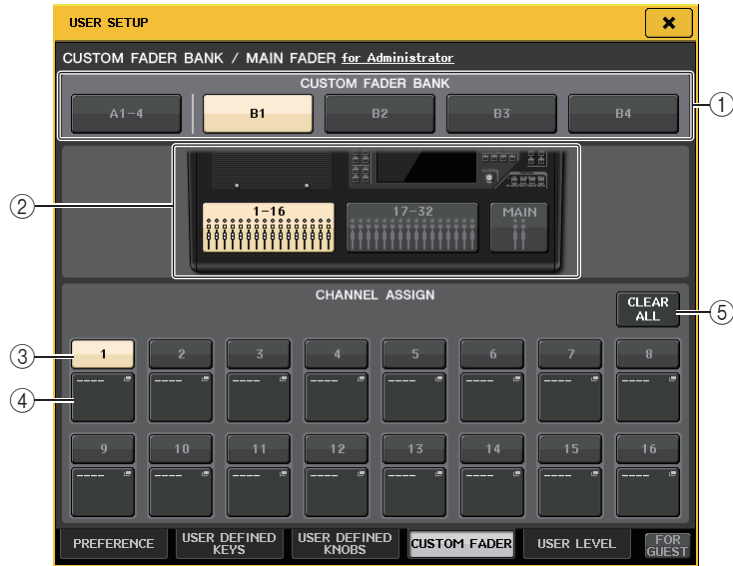 USER SETUP
CUSTOM FADER BANK / MAIN FADER for Administrator
CUSTOM FADER BANK
A1-4 B1 B2 B3 B4
1
2
1-16 17-32 MAIN
CHANNEL ASSIGN
CLEAR ALL
5
3
1 2 3 4 5 6 7 8
4
---- ---- ---- ---- ---- ---- ---- ----
9 10 11 12 13 14 15 16
---- ---- ---- ---- ---- ---- ---- ----
PREFERENCE USER DEFINED KEYS USER DEFINED KNOBS CUSTOM FADER USER LEVEL FOR GUEST